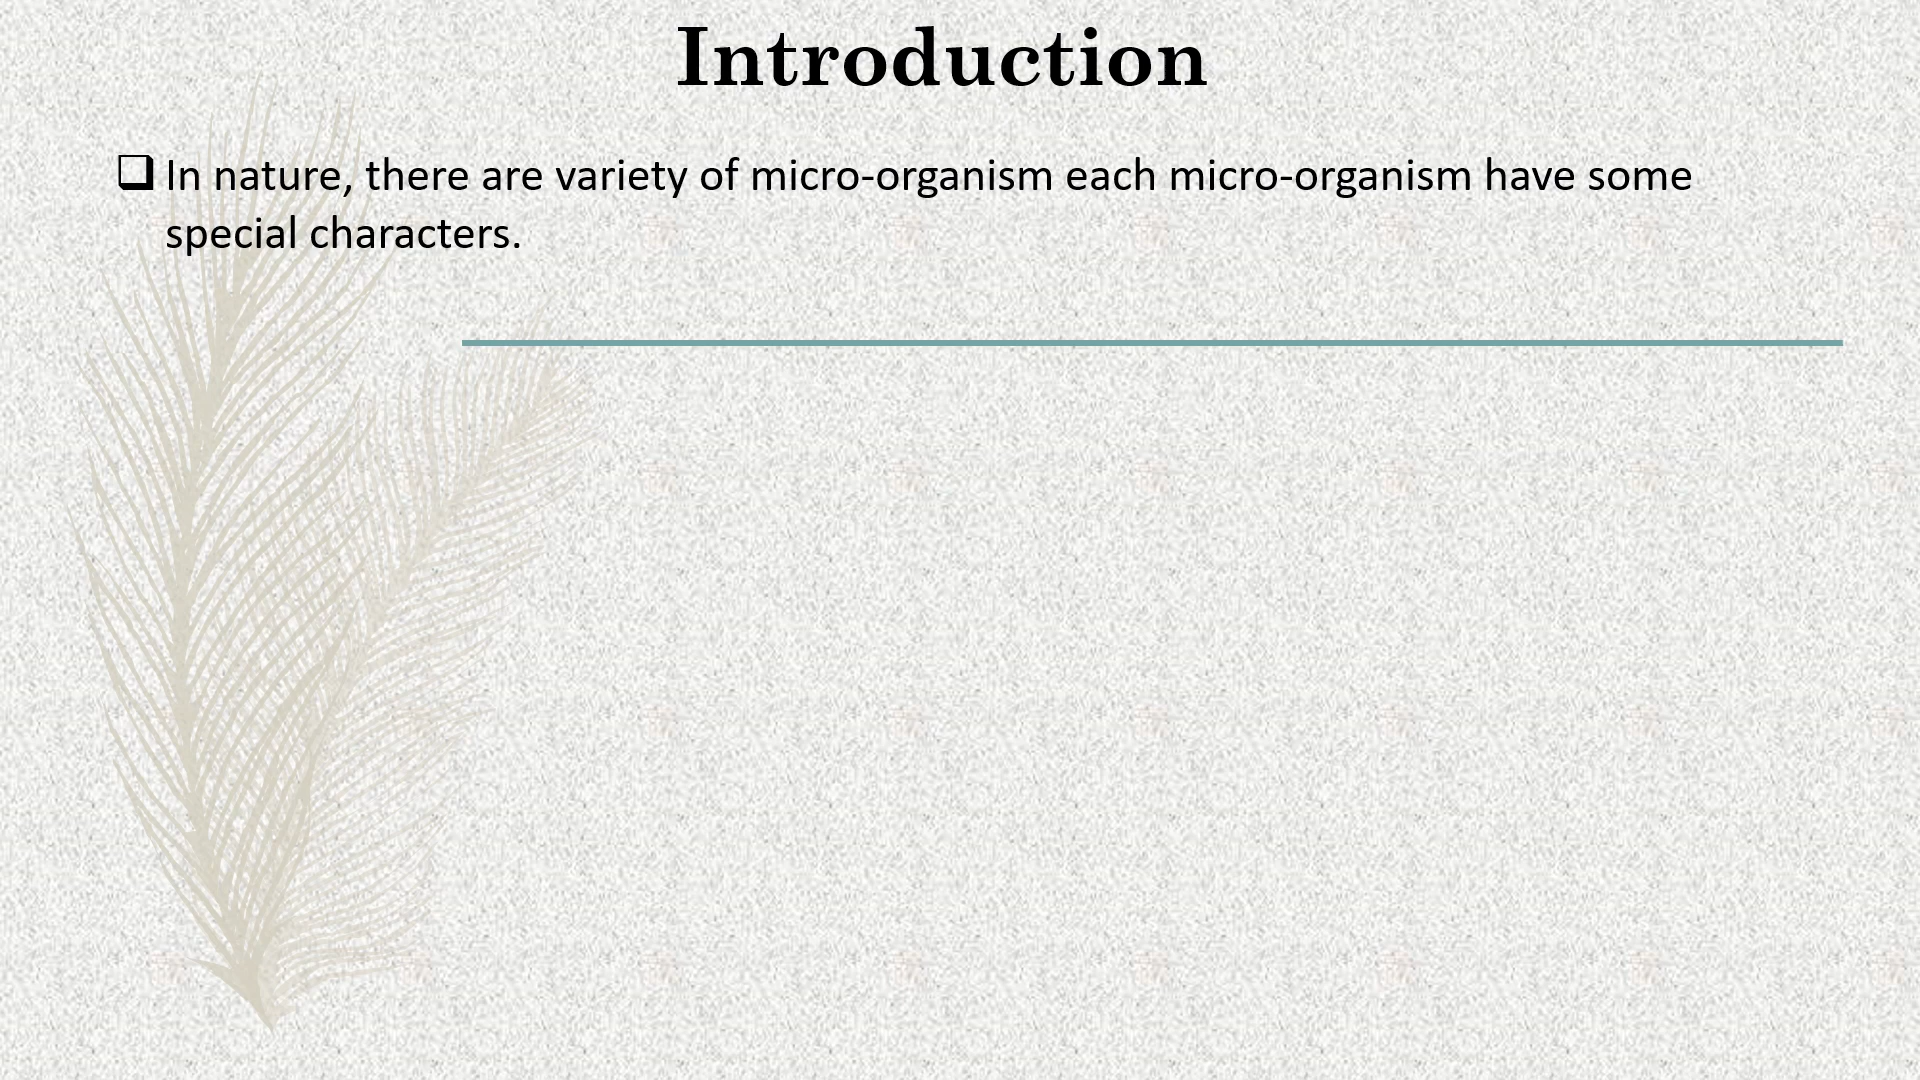 Introduction
❑ In nature, there are variety of micro-organism each micro-organism have some
special characters.